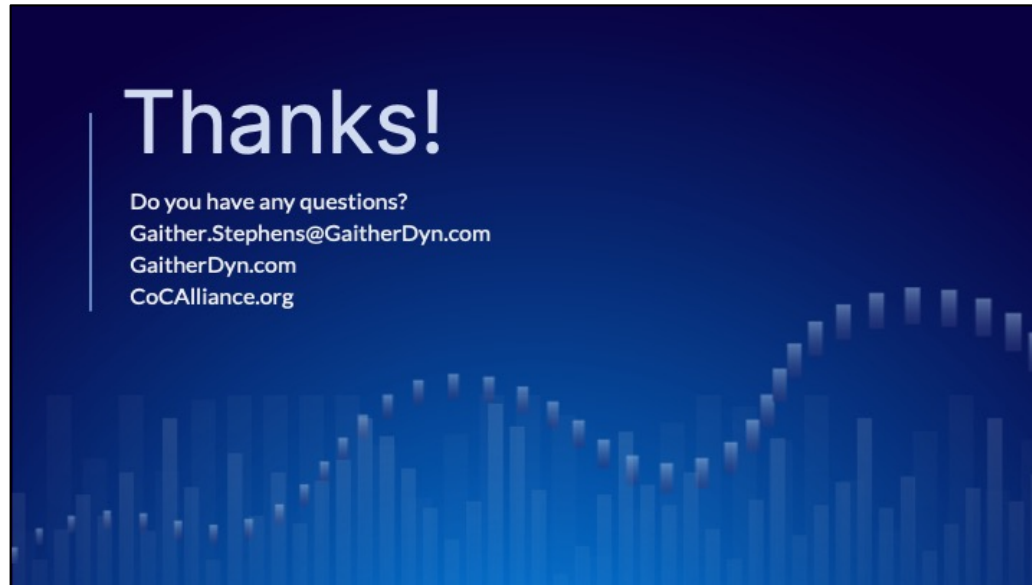 Thanks!
Do you have any questions?
Gaither.Stephens@GaitherDyn.com
GaitherDyn.com
CoCAlliance.org